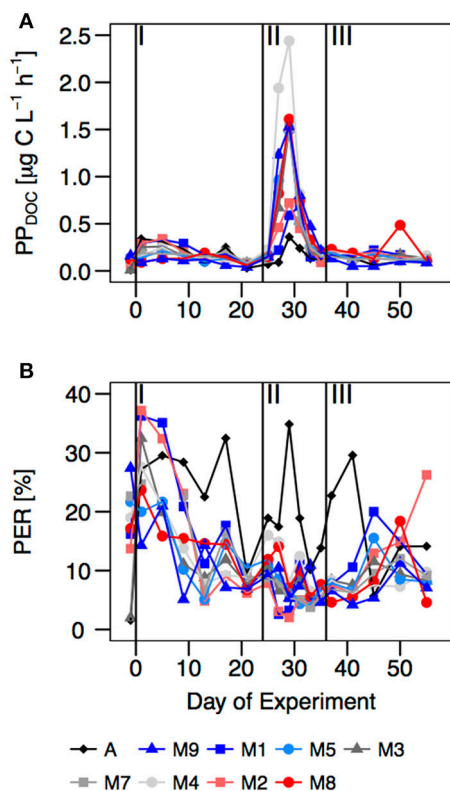 A
I II III
PP_DOC [µg C L⁻¹ h⁻¹]
2.5
2.0
1.5
1.0
0.5
0.0
0 10 20 30 40 50
B
I II III
PER [%]
40
30
20
10
0
0 10 20 30 40 50
Day of Experiment
A M9 M1 M5 M3
M7 M4 M2 M8